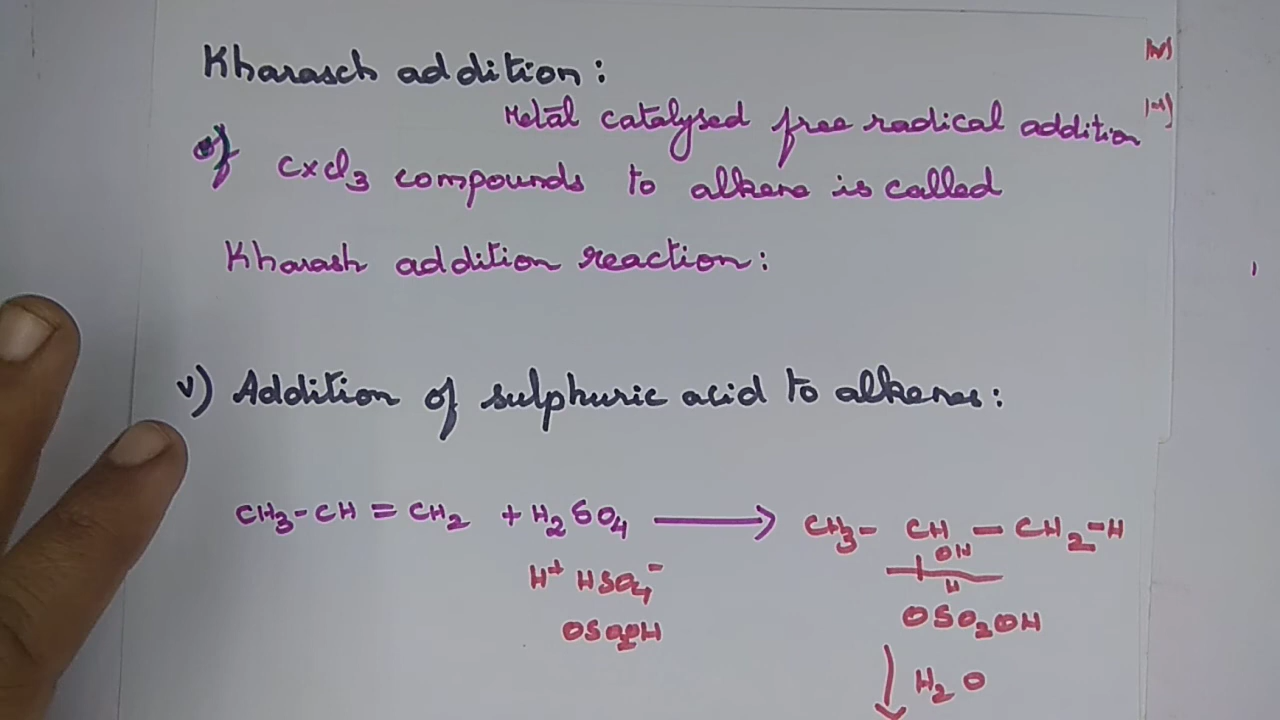 Kharasch addition:
Metal catalysed free radical addition
of CXCl3 compounds to alkene is called
Kharash addition reaction:
v) Addition of sulphuric acid to alkenes:
CH3-CH=CH2 + H2SO4 ⟶ CH3- CH - CH2-H
OH
H+ HSO4-
H
OSO2OH
OSO2OH
↓ H2O